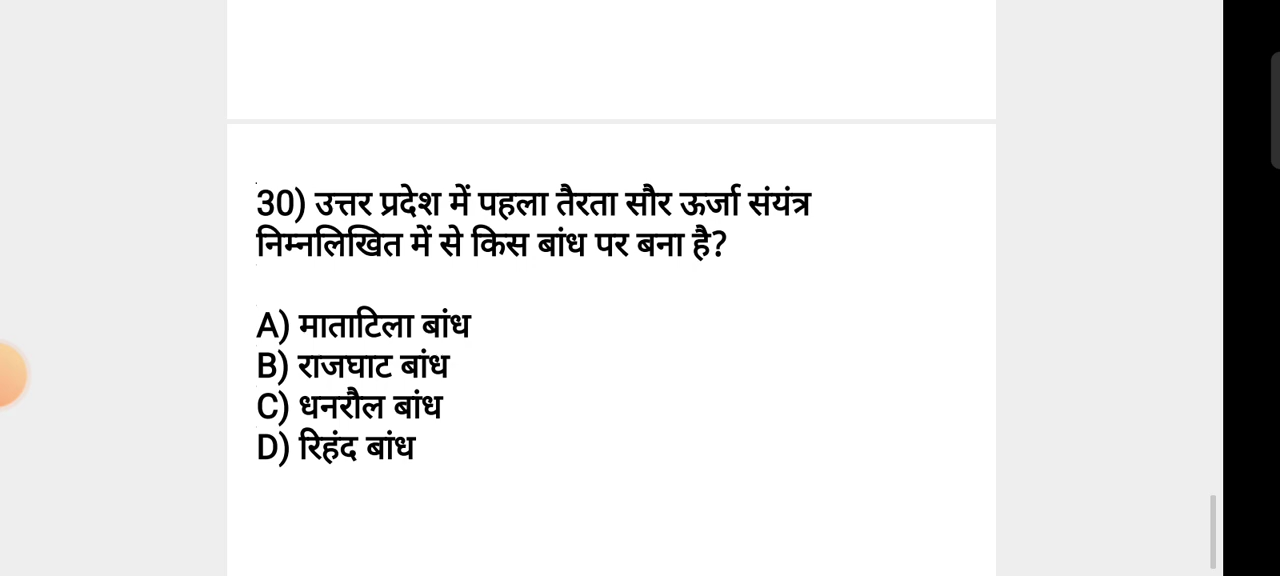 30) उत्तर प्रदेश में पहला तैरता सौर ऊर्जा संयंत्र
निम्नलिखित में से किस बांध पर बना है?
A) माताटिला बांध
B) राजघाट बांध
C) धनरौल बांध
D) रिहंद बांध